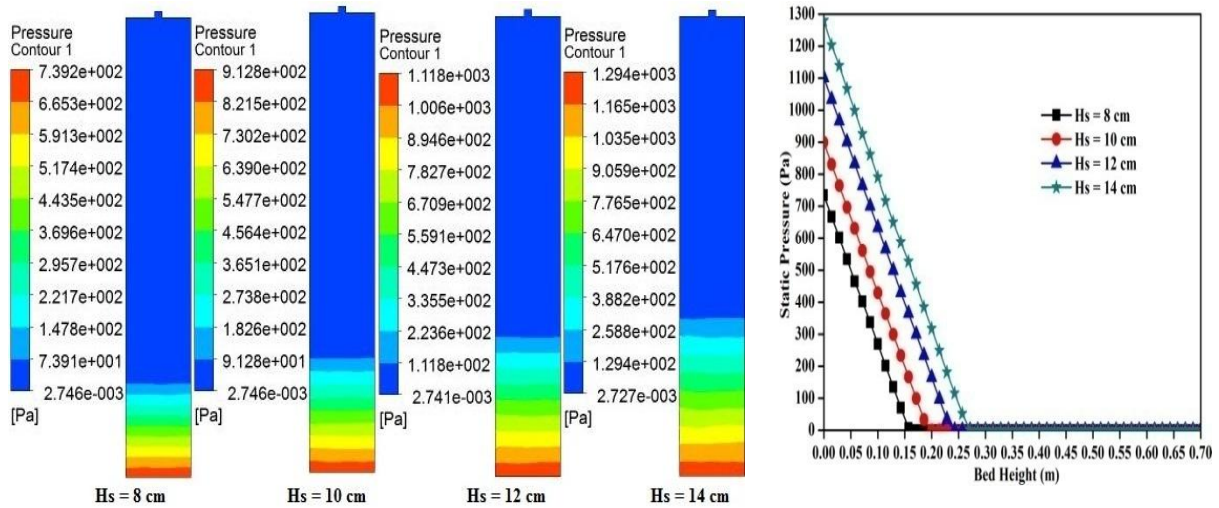 Pressure
Contour 1
7.392e+002
6.653e+002
5.913e+002
5.174e+002
4.435e+002
3.696e+002
2.957e+002
2.217e+002
1.478e+002
7.391e+001
2.746e-003
[Pa]
Hs = 8 cm
Pressure
Contour 1
9.128e+002
8.215e+002
7.302e+002
6.390e+002
5.477e+002
4.564e+002
3.651e+002
2.738e+002
1.826e+002
9.128e+001
2.746e-003
[Pa]
Hs = 10 cm
Pressure
Contour 1
1.118e+003
1.006e+003
8.946e+002
7.827e+002
6.709e+002
5.591e+002
4.473e+002
3.355e+002
2.236e+002
1.118e+002
2.741e-003
[Pa]
Hs = 12 cm
Pressure
Contour 1
1.294e+003
1.165e+003
1.035e+003
9.059e+002
7.765e+002
6.470e+002
5.176e+002
3.882e+002
2.588e+002
1.294e+002
2.727e-003
[Pa]
Hs = 14 cm
Static Pressure (Pa)
1300
1200
1100
1000
900
800
700
600
500
400
300
200
100
0
Hs = 8 cm
Hs = 10 cm
Hs = 12 cm
Hs = 14 cm
0.00 0.05 0.10 0.15 0.20 0.25 0.30 0.35 0.40 0.45 0.50 0.55 0.60 0.65 0.70
Bed Height (m)